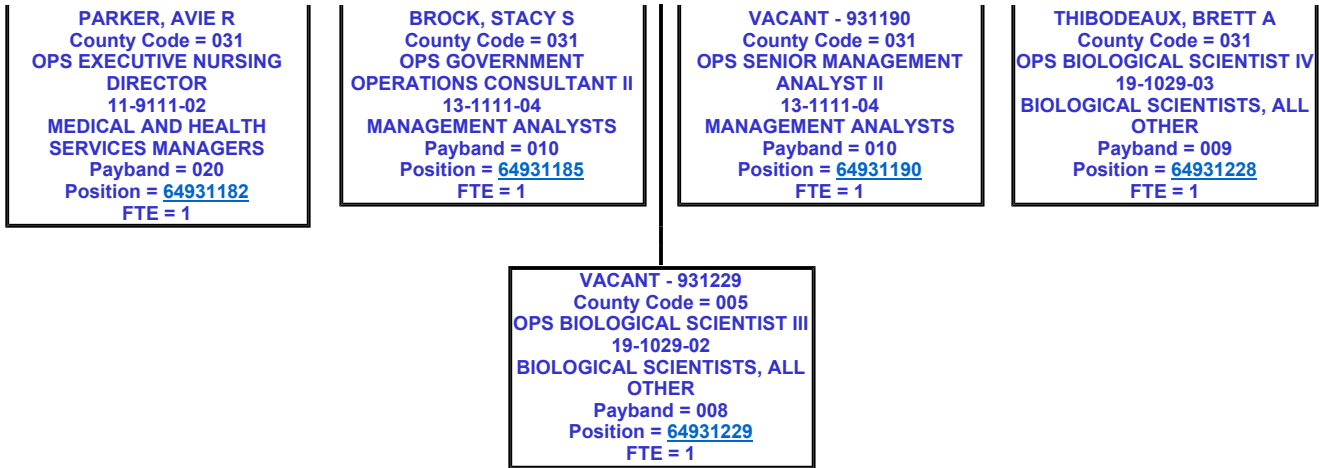 PARKER, AVIE R
County Code = 031
OPS EXECUTIVE NURSING
DIRECTOR
11-9111-02
MEDICAL AND HEALTH
SERVICES MANAGERS
Payband = 020
Position = 64931182
FTE = 1
BROCK, STACY S
County Code = 031
OPS GOVERNMENT
OPERATIONS CONSULTANT II
13-1111-04
MANAGEMENT ANALYSTS
Payband = 010
Position = 64931185
FTE = 1
VACANT - 931190
County Code = 031
OPS SENIOR MANAGEMENT
ANALYST II
13-1111-04
MANAGEMENT ANALYSTS
Payband = 010
Position = 64931190
FTE = 1
THIBODEAUX, BRETT A
County Code = 031
OPS BIOLOGICAL SCIENTIST IV
19-1029-03
BIOLOGICAL SCIENTISTS, ALL
OTHER
Payband = 009
Position = 64931228
FTE = 1
VACANT - 931229
County Code = 005
OPS BIOLOGICAL SCIENTIST III
19-1029-02
BIOLOGICAL SCIENTISTS, ALL
OTHER
Payband = 008
Position = 64931229
FTE = 1